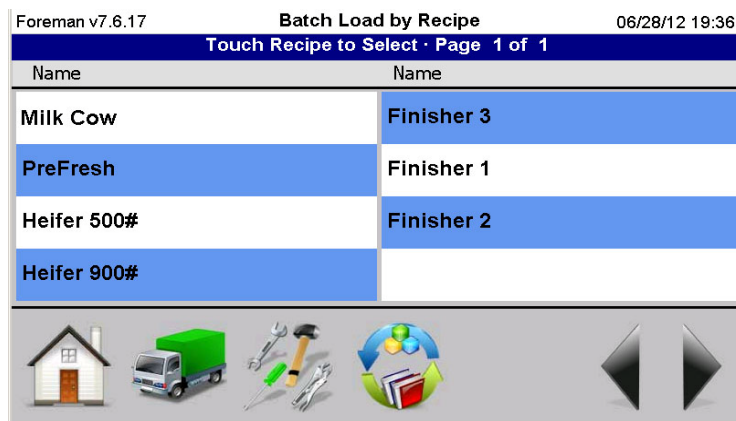 Foreman v7.6.17 Batch Load by Recipe 06/28/12 19:36
Touch Recipe to Select · Page 1 of 1
Name Name
Milk Cow Finisher 3
PreFresh Finisher 1
Heifer 500# Finisher 2
Heifer 900#